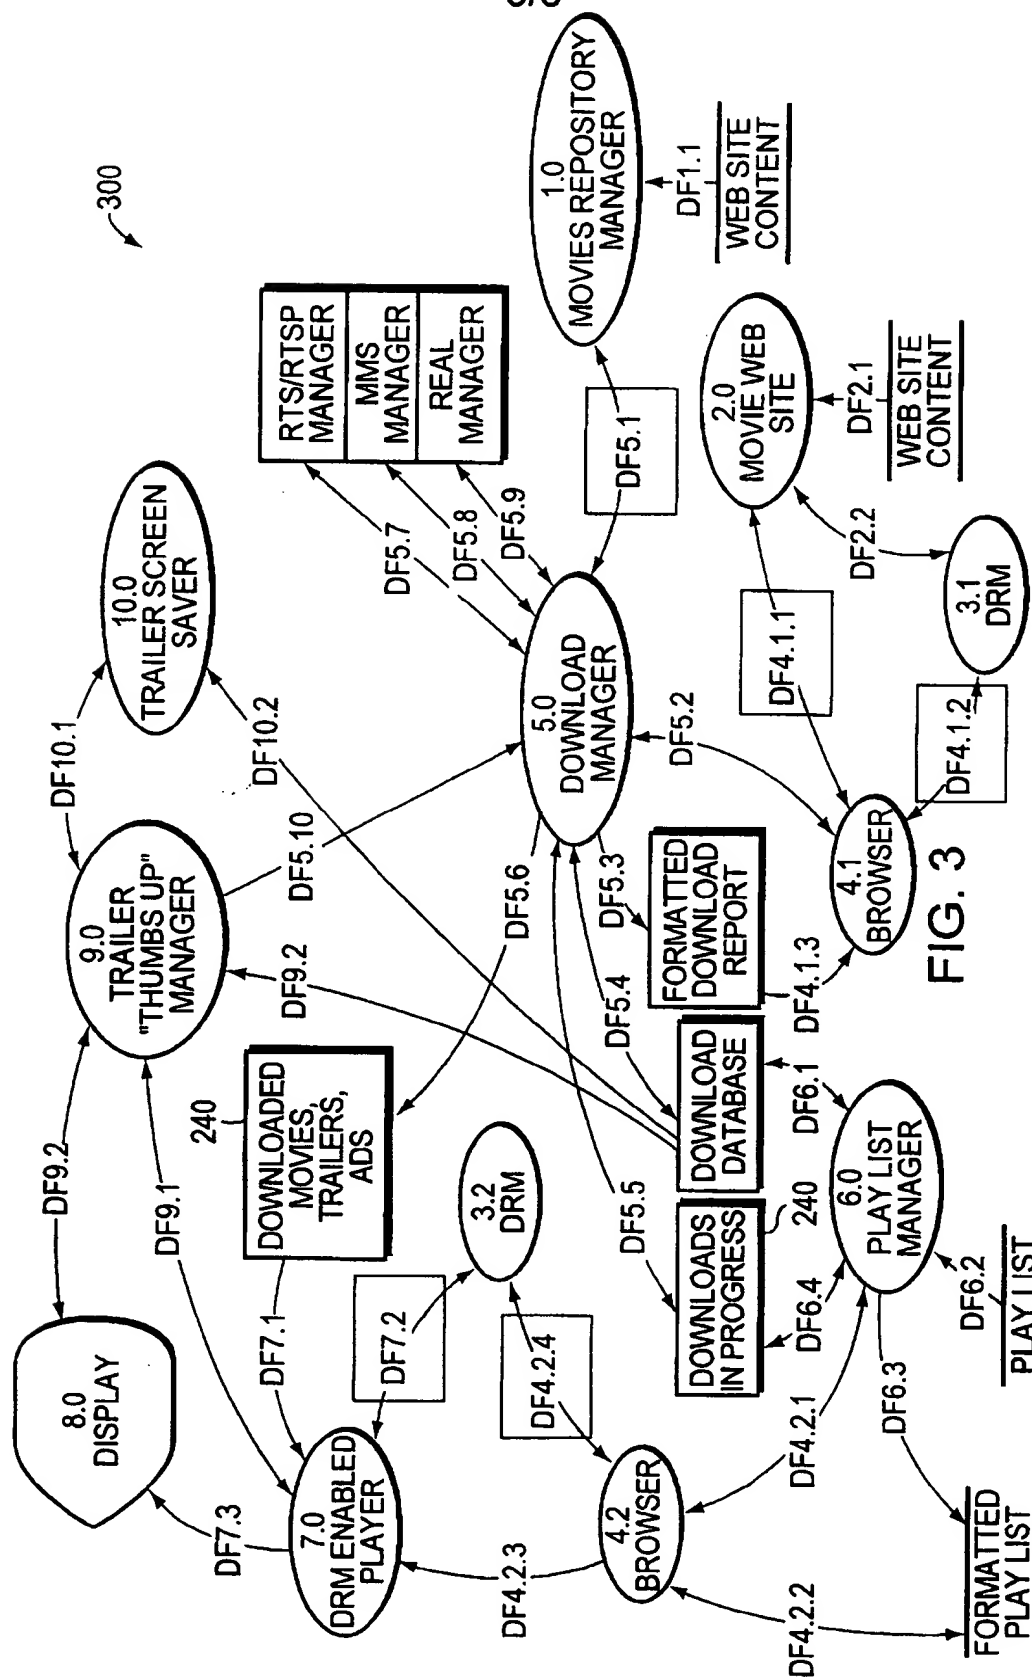 300
8.0
DISPLAY
DF9.2
9.0
TRAILER
"THUMBS UP"
MANAGER
DF10.1
10.0
TRAILER SCREEN
SAVER
DF7.3
DF9.1
DF5.10
DF10.2
7.0
DRM ENABLED
PLAYER
DF7.1
240
DOWNLOADED
MOVIES,
TRAILERS,
ADS
DF9.2
DF5.6
DF5.7
DF5.8
DF5.9
RTS/RTSP
MANAGER
MMS
MANAGER
REAL
MANAGER
DF7.2
3.2
DRM
DF4.2.3
DF4.2.4
4.2
BROWSER
DF5.5
DF5.4
DF5.3
5.0
DOWNLOAD
MANAGER
DF5.1
1.0
MOVIES REPOSITORY
MANAGER
DF1.1
WEB SITE
CONTENT
DF5.2
DOWNLOADS
IN PROGRESS
240
DOWNLOAD
DATABASE
FORMATTED
DOWNLOAD
REPORT
DF4.1.1
2.0
MOVIE WEB
SITE
DF2.1
WEB SITE
CONTENT
DF2.2
DF4.2.2
DF4.2.1
DF6.4
DF6.1
DF4.1.3
4.1
BROWSER
DF4.1.2
3.1
DRM
6.0
PLAY LIST
MANAGER
DF6.3
DF6.2
FORMATTED
PLAY LIST
PLAY LIST
FIG. 3